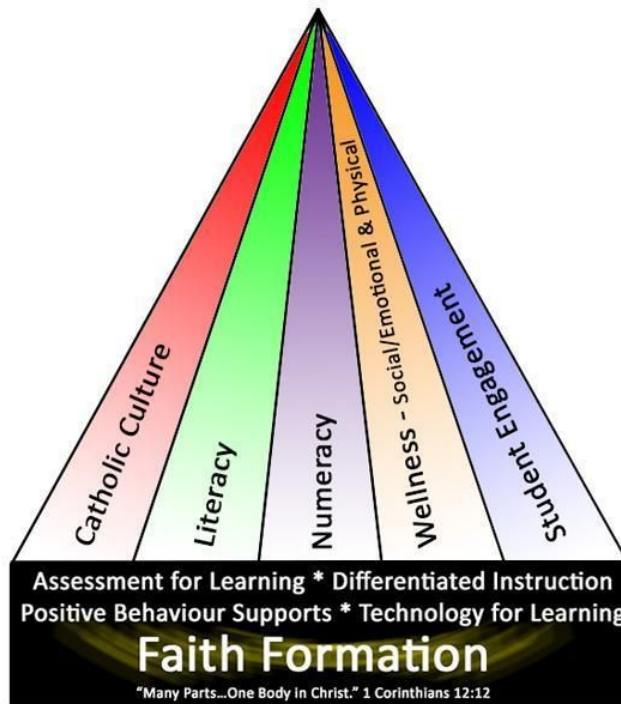 Catholic Culture
Literacy
Numeracy
Wellness - Social/Emotional & Physical
Student Engagement
Assessment for Learning * Differentiated Instruction
Positive Behaviour Supports * Technology for Learning
Faith Formation
"Many Parts...One Body in Christ." 1 Corinthians 12:12